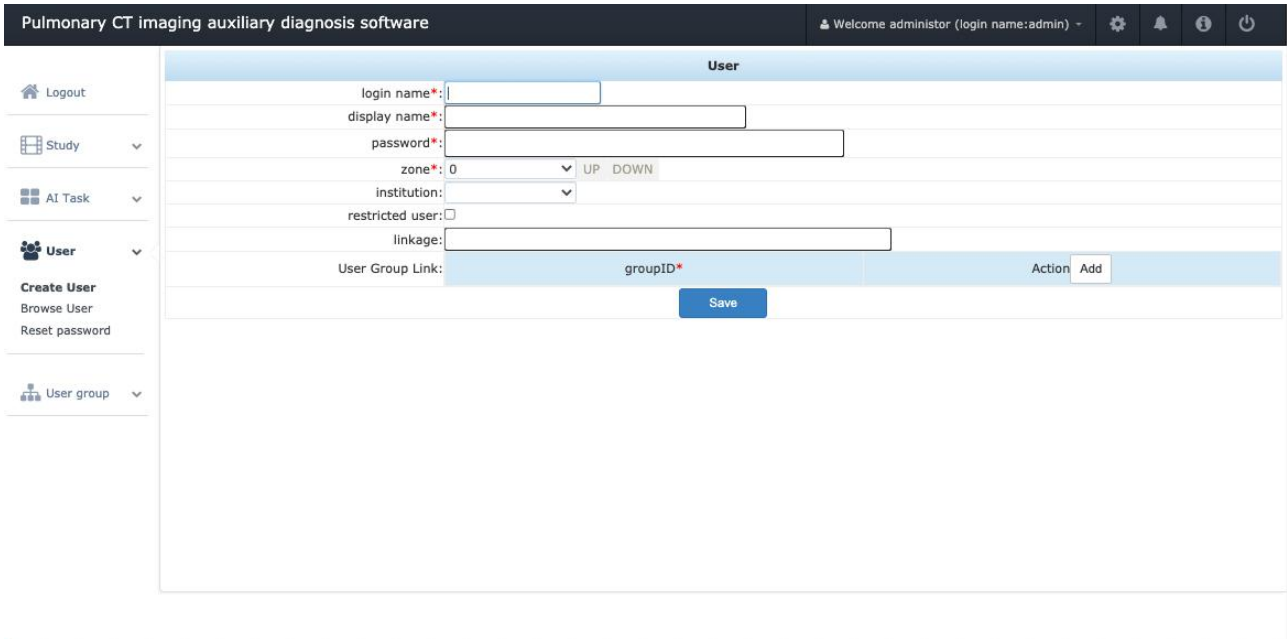 Pulmonary CT imaging auxiliary diagnosis software
Welcome administor (login name:admin)
Logout
Study
AI Task
User
Create User
Browse User
Reset password
User group
User
login name*:
display name*:
password*:
zone*: 0 UP DOWN
institution:
restricted user:
linkage:
User Group Link: groupID* Action Add
Save